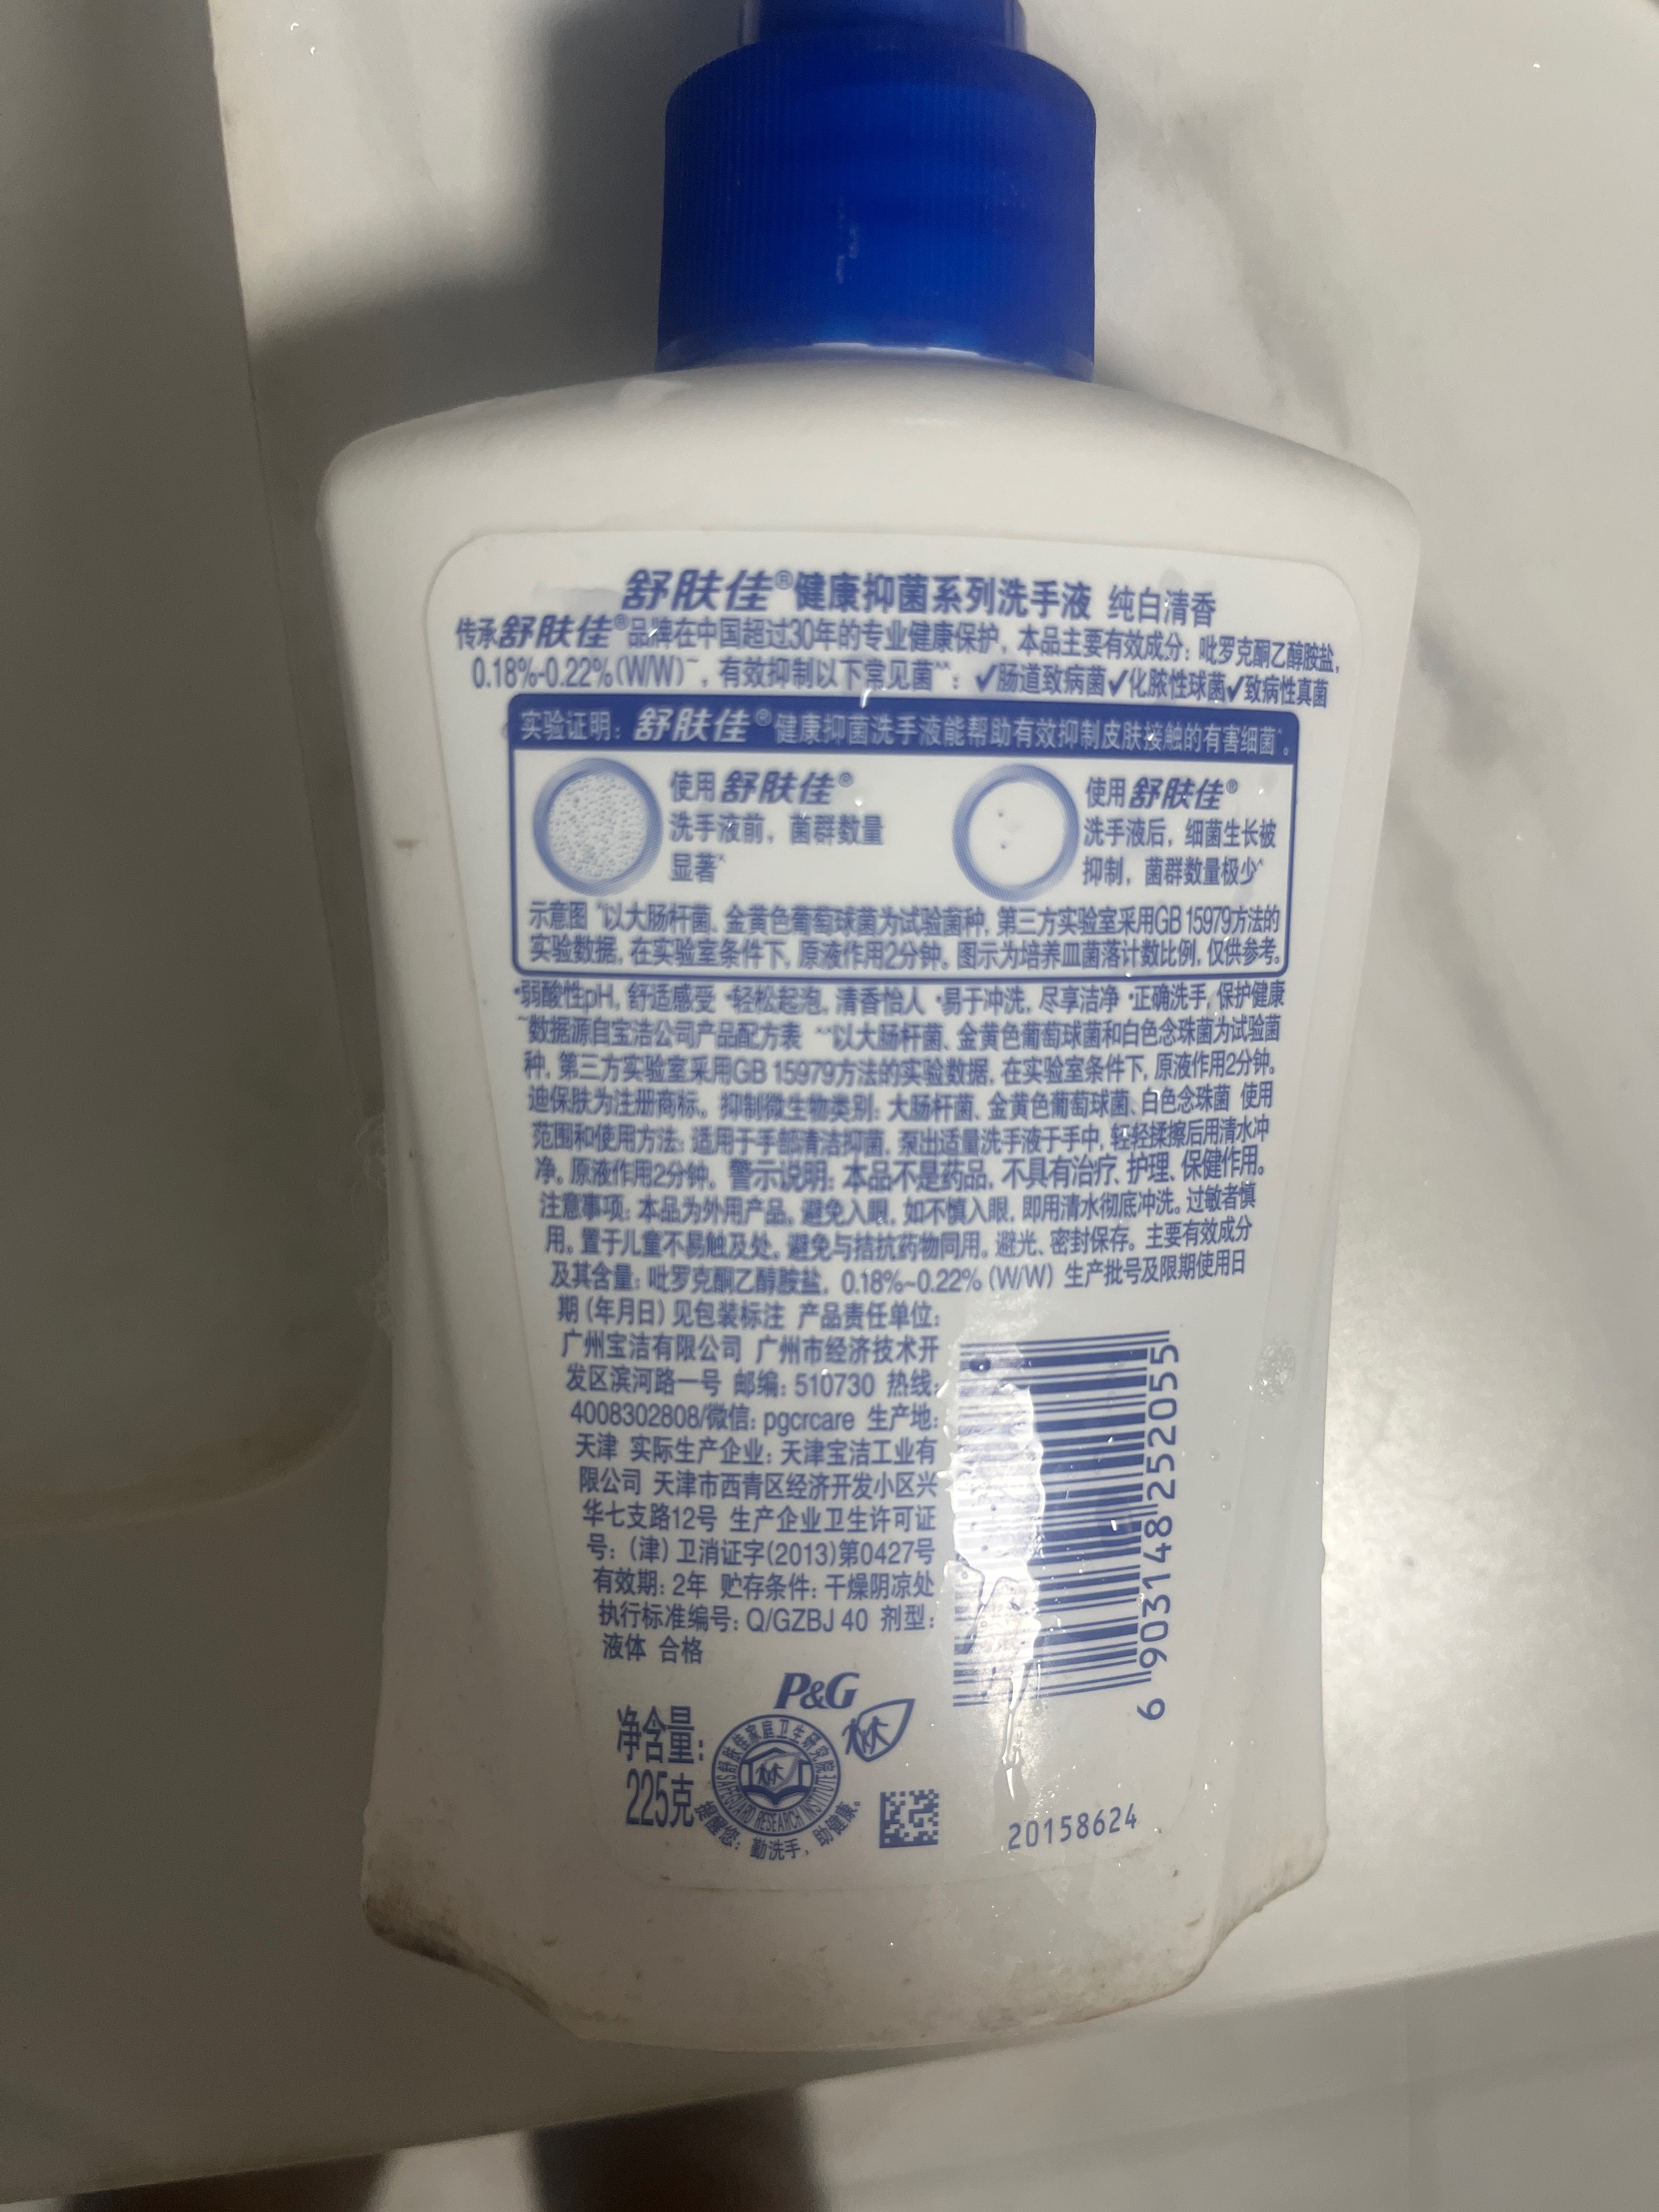 舒肤佳®健康抑菌系列洗手液 纯白清香
传承舒肤佳®品牌在中国超过30年的专业健康保护，本品主要有效成分：吡罗克酮乙醇胺盐，
0.18%-0.22%(W/W)~，有效抑制以下常见菌^^：✓肠道致病菌✓化脓性球菌✓致病性真菌
实验证明：舒肤佳®健康抑菌洗手液能帮助有效抑制皮肤接触的有害细菌^。
使用舒肤佳®
洗手液前，菌群数量
显著^
使用舒肤佳®
洗手液后，细菌生长被
抑制，菌群数量极少^
示意图 ^以大肠杆菌、金黄色葡萄球菌为试验菌种，第三方实验室采用GB 15979方法的
实验数据，在实验室条件下，原液作用2分钟。图示为培养皿菌落计数比例，仅供参考。
·弱酸性pH，舒适感受 ·轻松起泡，清香怡人 ·易于冲洗，尽享洁净 ·正确洗手，保护健康
~数据源自宝洁公司产品配方表 ^^以大肠杆菌、金黄色葡萄球菌和白色念珠菌为试验菌
种，第三方实验室采用GB 15979方法的实验数据，在实验室条件下，原液作用2分钟。
迪保肤为注册商标。抑制微生物类别：大肠杆菌、金黄色葡萄球菌、白色念珠菌 使用
范围和使用方法：适用于手部清洁抑菌，泵出适量洗手液于手中，轻轻揉擦后用清水冲
净。原液作用2分钟。警示说明：本品不是药品，不具有治疗、护理、保健作用。
注意事项：本品为外用产品。避免入眼，如不慎入眼，即用清水彻底冲洗。过敏者慎
用。置于儿童不易触及处。避免与拮抗药物同用。避光、密封保存。主要有效成分
及其含量：吡罗克酮乙醇胺盐，0.18%~0.22%(W/W) 生产批号及限期使用日
期(年月日)见包装标注 产品责任单位：
广州宝洁有限公司 广州市经济技术开
发区滨河路一号 邮编：510730 热线：
4008302808/微信：pgcrcare 生产地：
天津 实际生产企业：天津宝洁工业有
限公司 天津市西青区经济开发小区兴
华七支路12号 生产企业卫生许可证
号：(津)卫消证字(2013)第0427号
有效期：2年 贮存条件：干燥阴凉处
执行标准编号：Q/GZBJ 40 剂型：
液体 合格
6 903148 252055
P&G
净含量：
225克
舒肤佳家庭卫生研究院
SAFEGUARD RESEARCH INSTITUTE
提醒您：勤洗手，助健康。
20158624